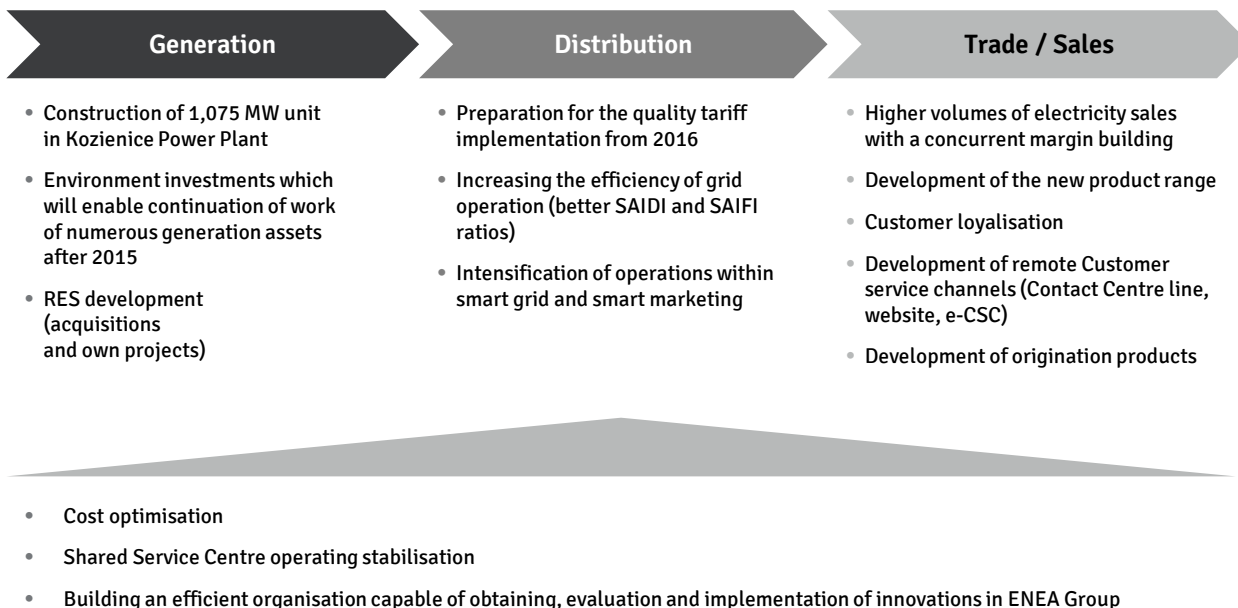 Generation
Distribution
Trade / Sales
• Construction of 1,075 MW unit
in Kozienice Power Plant
• Environment investments which
will enable continuation of work
of numerous generation assets
after 2015
• RES development
(acquisitions
and own projects)
• Preparation for the quality tariff
implementation from 2016
• Increasing the efficiency of grid
operation (better SAIDI and SAIFI
ratios)
• Intensification of operations within
smart grid and smart marketing
• Higher volumes of electricity sales
with a concurrent margin building
• Development of the new product range
• Customer loyalisation
• Development of remote Customer
service channels (Contact Centre line,
website, e-CSC)
• Development of origination products
• Cost optimisation
• Shared Service Centre operating stabilisation
• Building an efficient organisation capable of obtaining, evaluation and implementation of innovations in ENEA Group